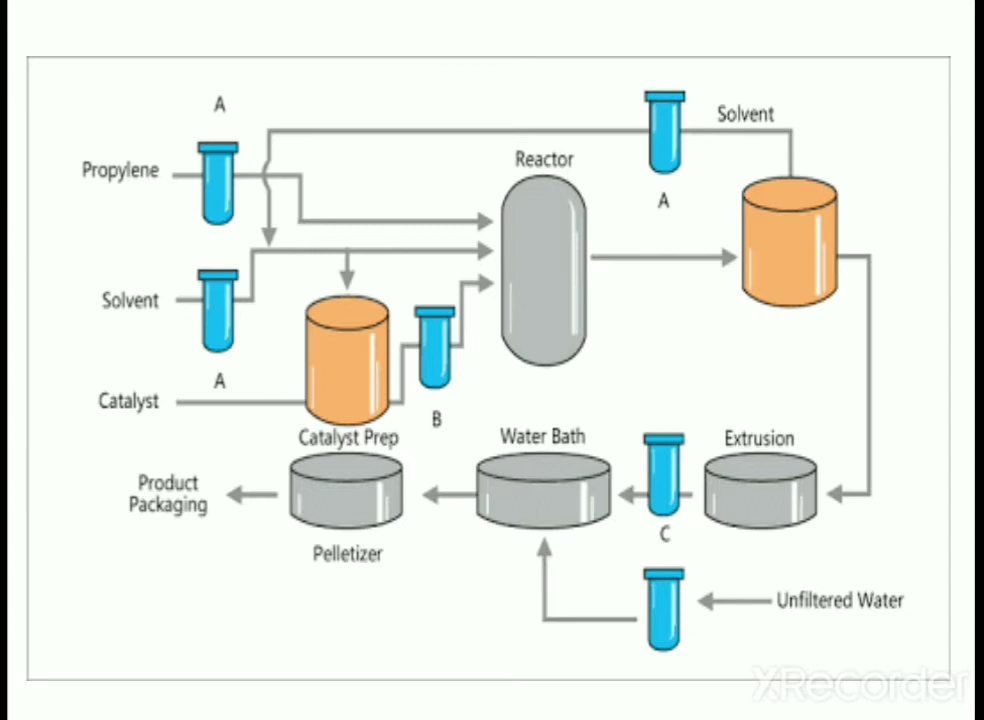 A
Solvent
Reactor
Propylene
A
Solvent
A
Catalyst
B
Catalyst Prep
Water Bath
Extrusion
Product
Packaging
C
Pelletizer
Unfiltered Water
XRecorder